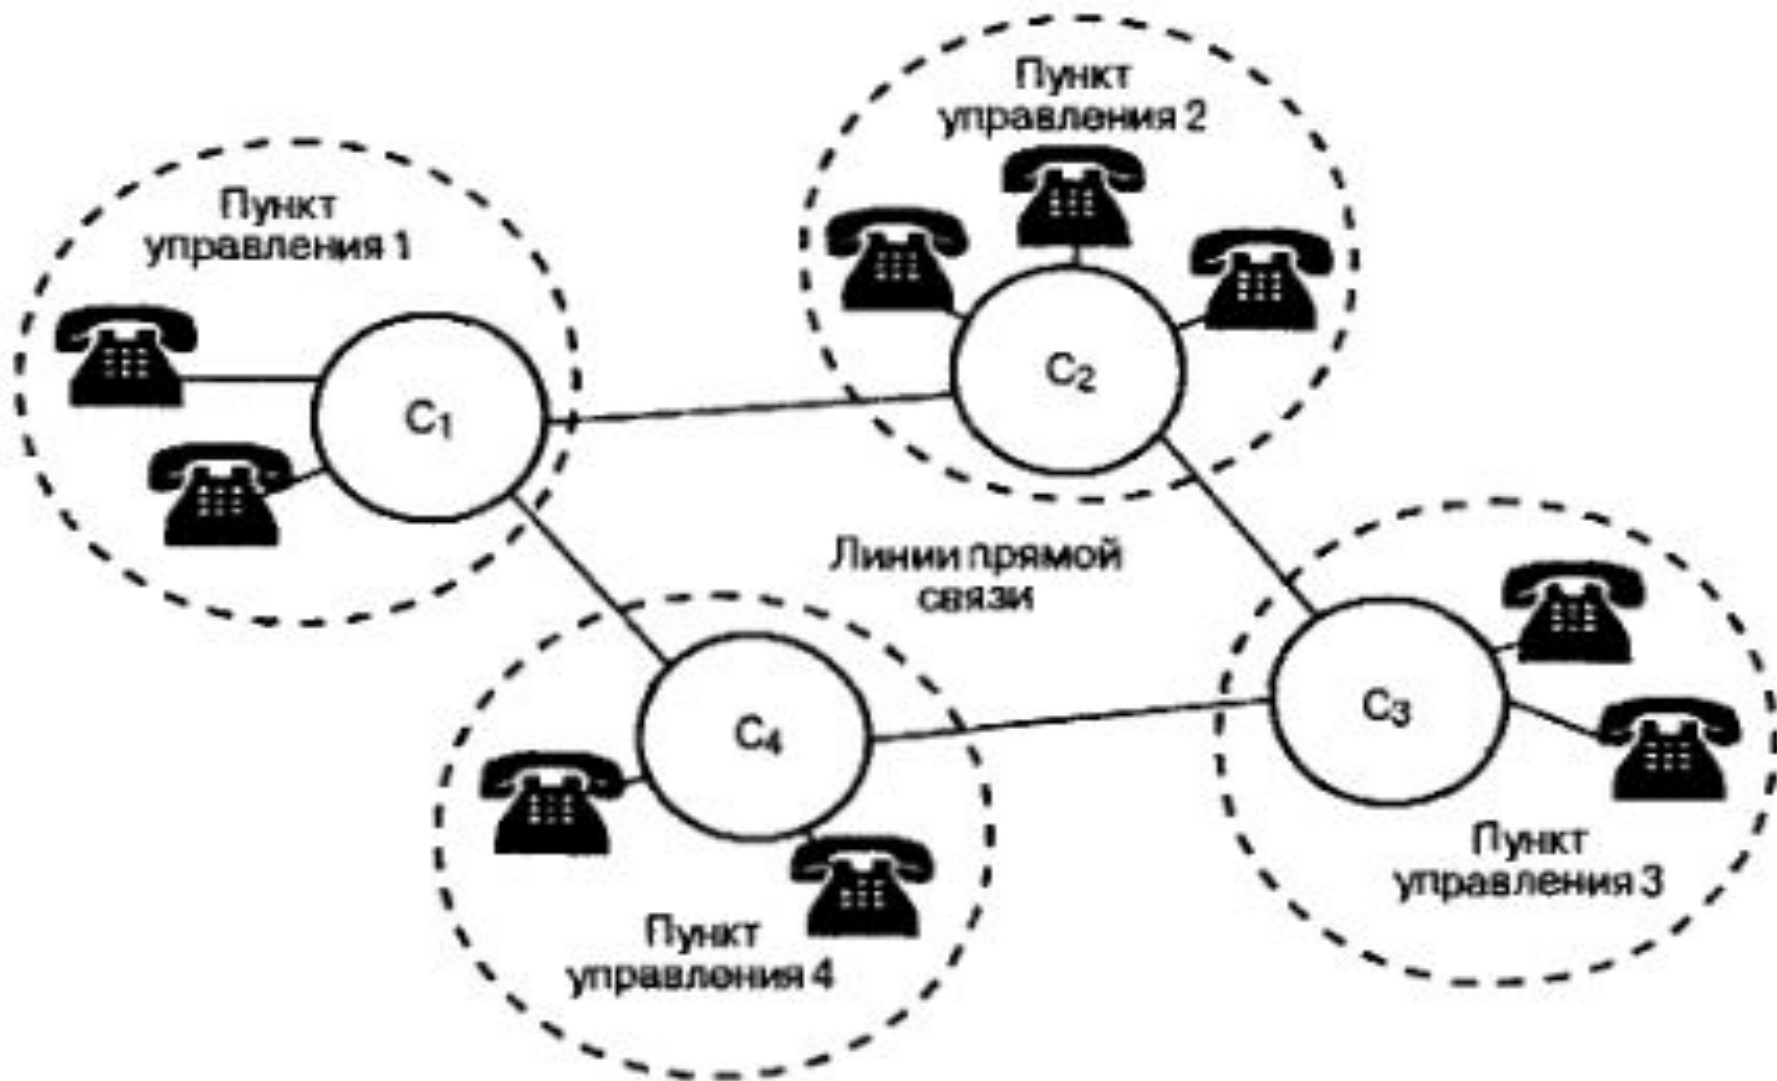 Пункт
управления 2
Пункт
управления 1
C₂
C₁
Линии прямой
связи
C₃
C₄
Пункт
управления 3
Пункт
управления 4